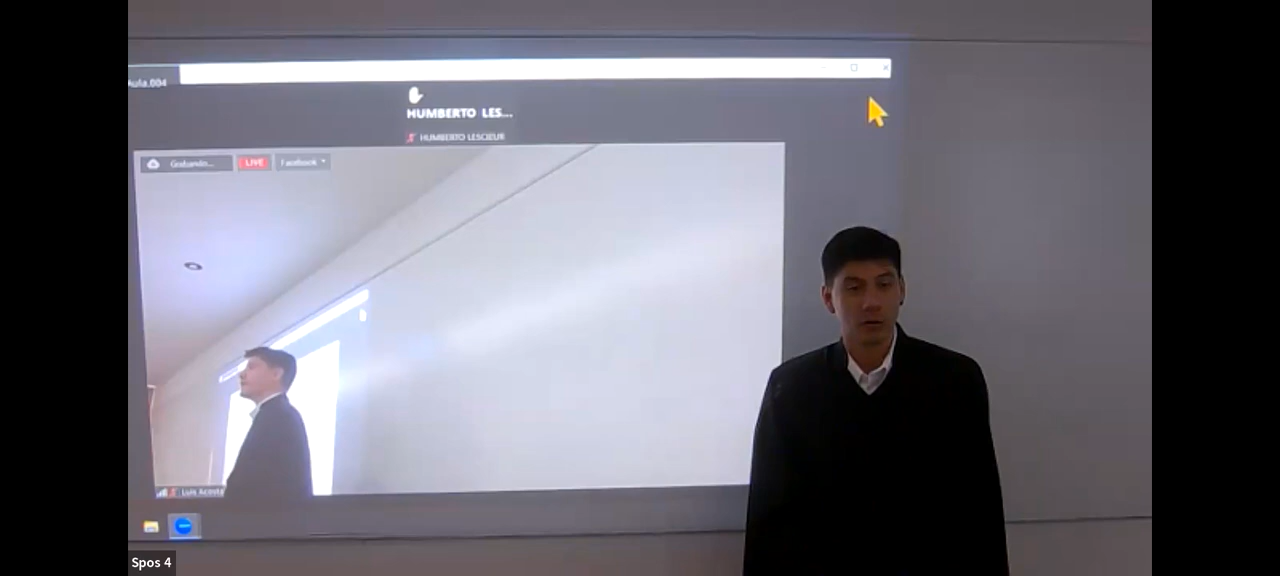 Aula.004
HUMBERTO LES...
HUMBERTO LESCIEUR
Grabando...
LIVE
Facebook
Luis Acosta
Spos 4